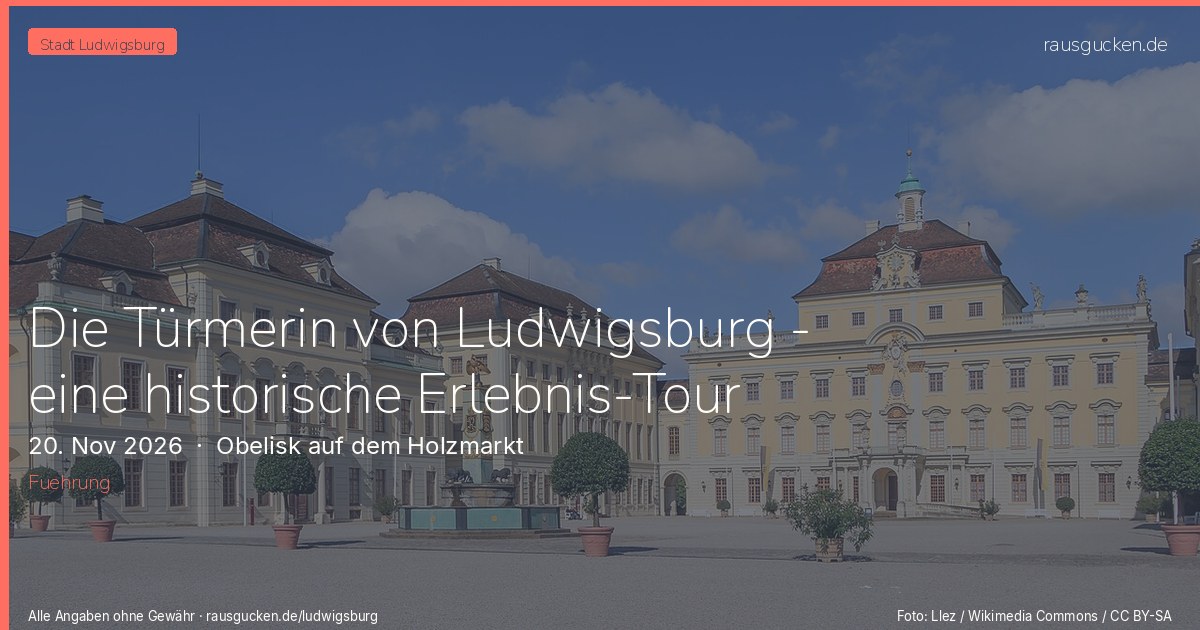 Stadt Ludwigsburg
rausgucken.de
Die Türmerin von Ludwigsburg -
eine historische Erlebnis-Tour
20. Nov 2026 · Obelisk auf dem Holzmarkt
Fuehrung
Alle Angaben ohne Gewähr · rausgucken.de/ludwigsburg
Foto: Llez / Wikimedia Commons / CC BY-SA